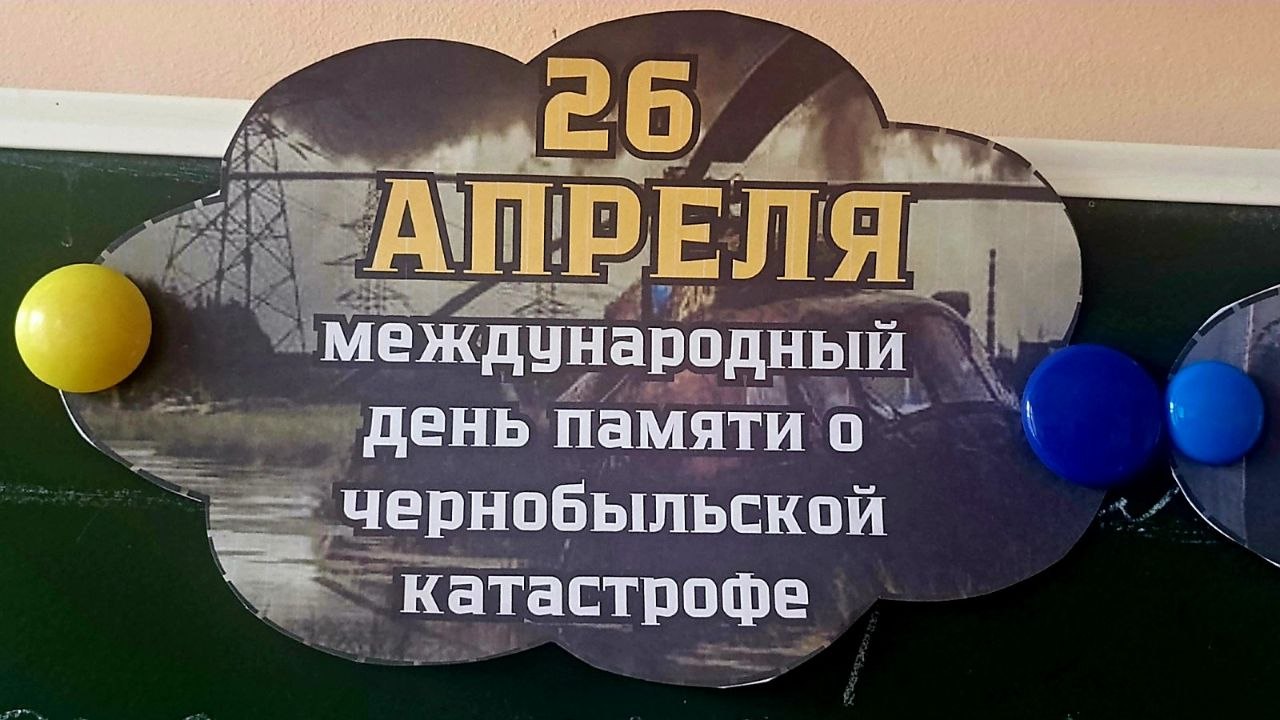 26
АПРЕЛЯ
международный
день памяти о
чернобыльской
катастрофе